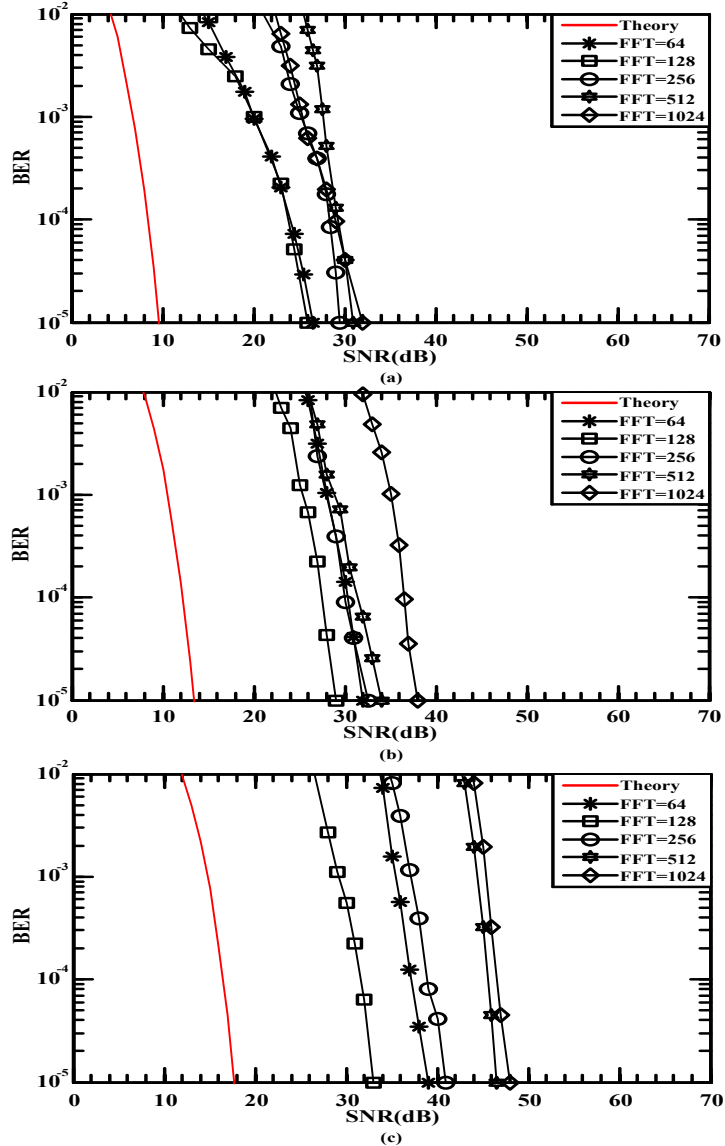 10-2
Theory
FFT=64
FFT=128
FFT=256
FFT=512
FFT=1024
10-3
BER
10-4
10-5
0 10 20 30 40 50 60 70
SNR(dB)
(a)
10-2
Theory
FFT=64
FFT=128
FFT=256
FFT=512
FFT=1024
10-3
BER
10-4
10-5
0 10 20 30 40 50 60 70
SNR(dB)
(b)
10-2
Theory
FFT=64
FFT=128
FFT=256
FFT=512
FFT=1024
10-3
BER
10-4
10-5
0 10 20 30 40 50 60 70
SNR(dB)
(c)